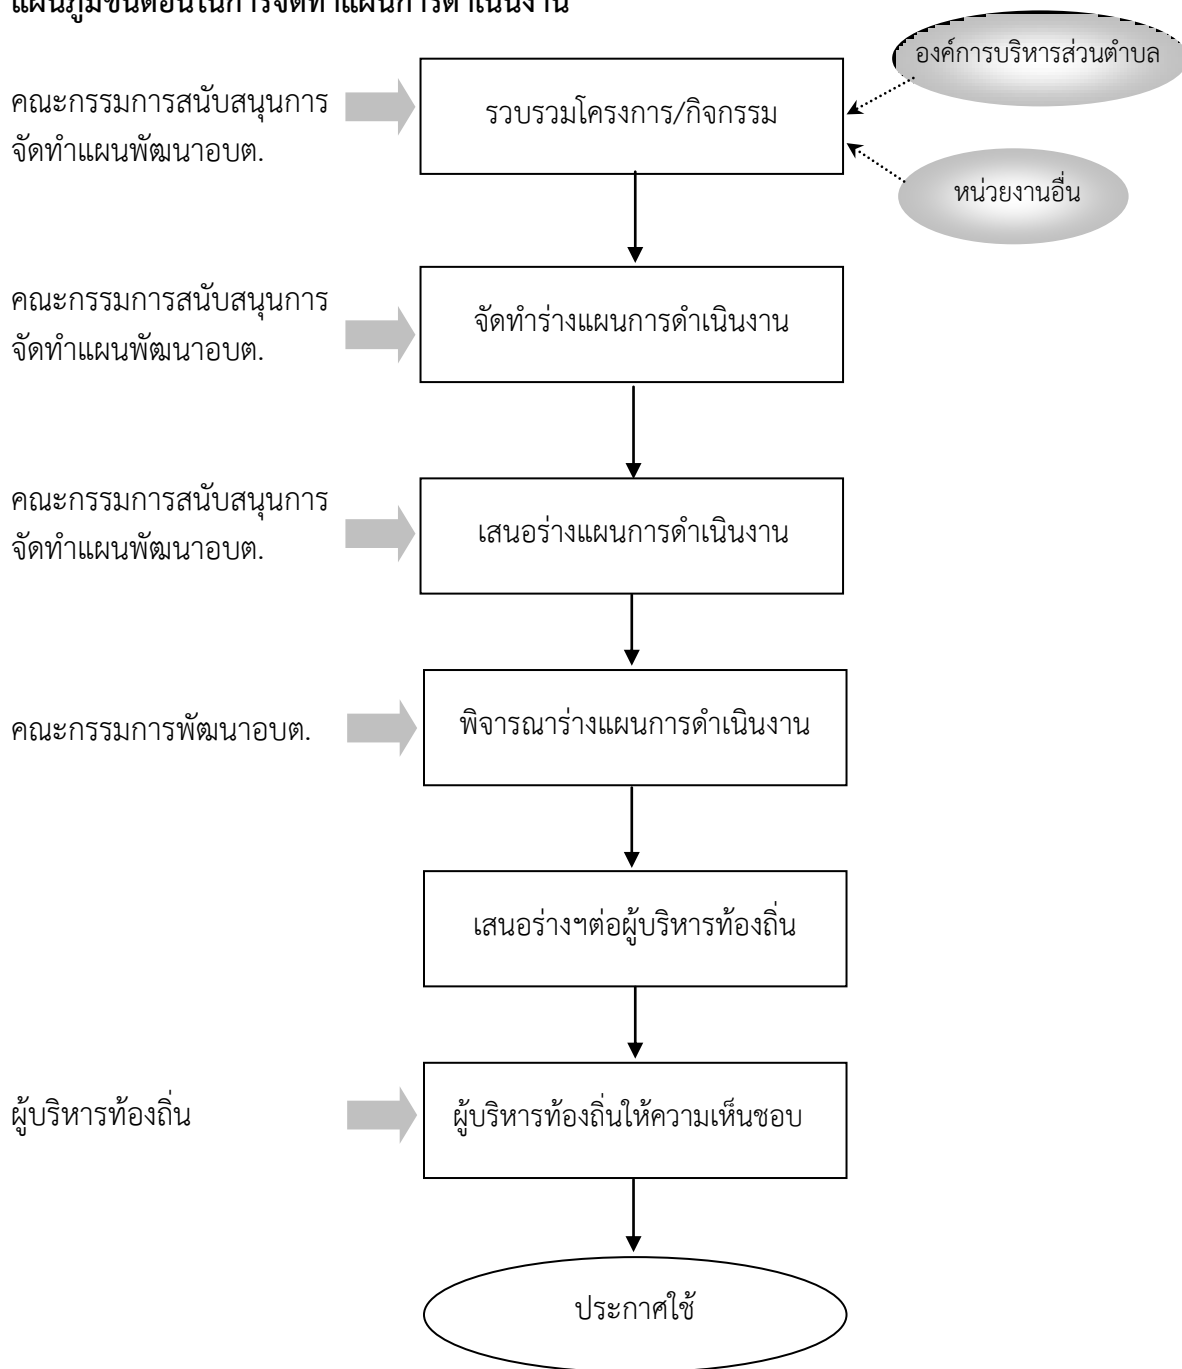 แผนภูมิขั้นตอนในการจัดทำแผนการดำเนินงาน
องค์การบริหารส่วนตำบล
คณะกรรมการสนับสนุนการ
จัดทำแผนพัฒนาอบต.
รวบรวมโครงการ/กิจกรรม
หน่วยงานอื่น
คณะกรรมการสนับสนุนการ
จัดทำแผนพัฒนาอบต.
จัดทำร่างแผนการดำเนินงาน
คณะกรรมการสนับสนุนการ
จัดทำแผนพัฒนาอบต.
เสนอร่างแผนการดำเนินงาน
คณะกรรมการพัฒนาอบต.
พิจารณาร่างแผนการดำเนินงาน
เสนอร่างฯต่อผู้บริหารท้องถิ่น
ผู้บริหารท้องถิ่น
ผู้บริหารท้องถิ่นให้ความเห็นชอบ
ประกาศใช้